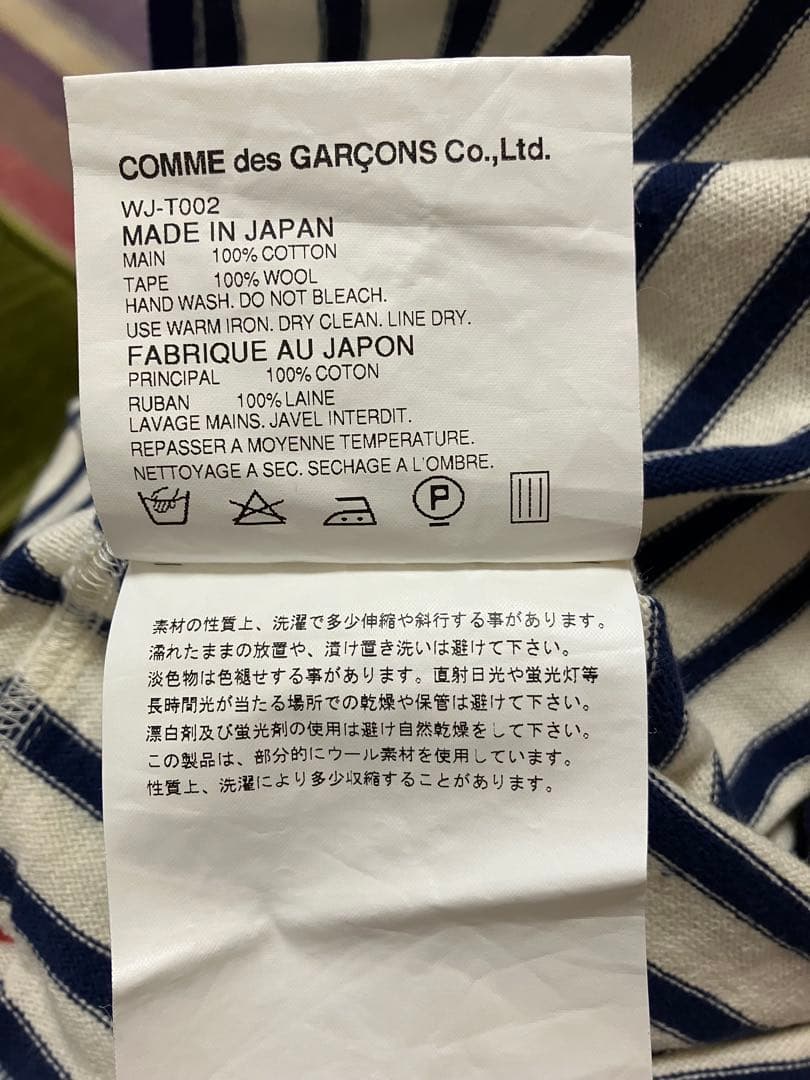 COMME des GARÇONS Co.,Ltd.
WJ-T002
MADE IN JAPAN
MAIN 100% COTTON
TAPE 100% WOOL
HAND WASH. DO NOT BLEACH.
USE WARM IRON. DRY CLEAN. LINE DRY.
FABRIQUE AU JAPON
PRINCIPAL 100% COTON
RUBAN 100% LAINE
LAVAGE MAINS. JAVEL INTERDIT.
REPASSER A MOYENNE TEMPERATURE.
NETTOYAGE A SEC. SECHAGE A L'OMBRE.
P
素材の性質上、洗濯で多少伸縮や斜行する事があります。
濡れたままの放置や、漬け置き洗いは避けて下さい。
淡色物は色褪せする事があります。直射日光や蛍光灯等
長時間光が当たる場所での乾燥や保管は避けて下さい。
漂白剤及び蛍光剤の使用は避け自然乾燥をして下さい。
この製品は、部分的にウール素材を使用しています。
性質上、洗濯により多少収縮することがあります。